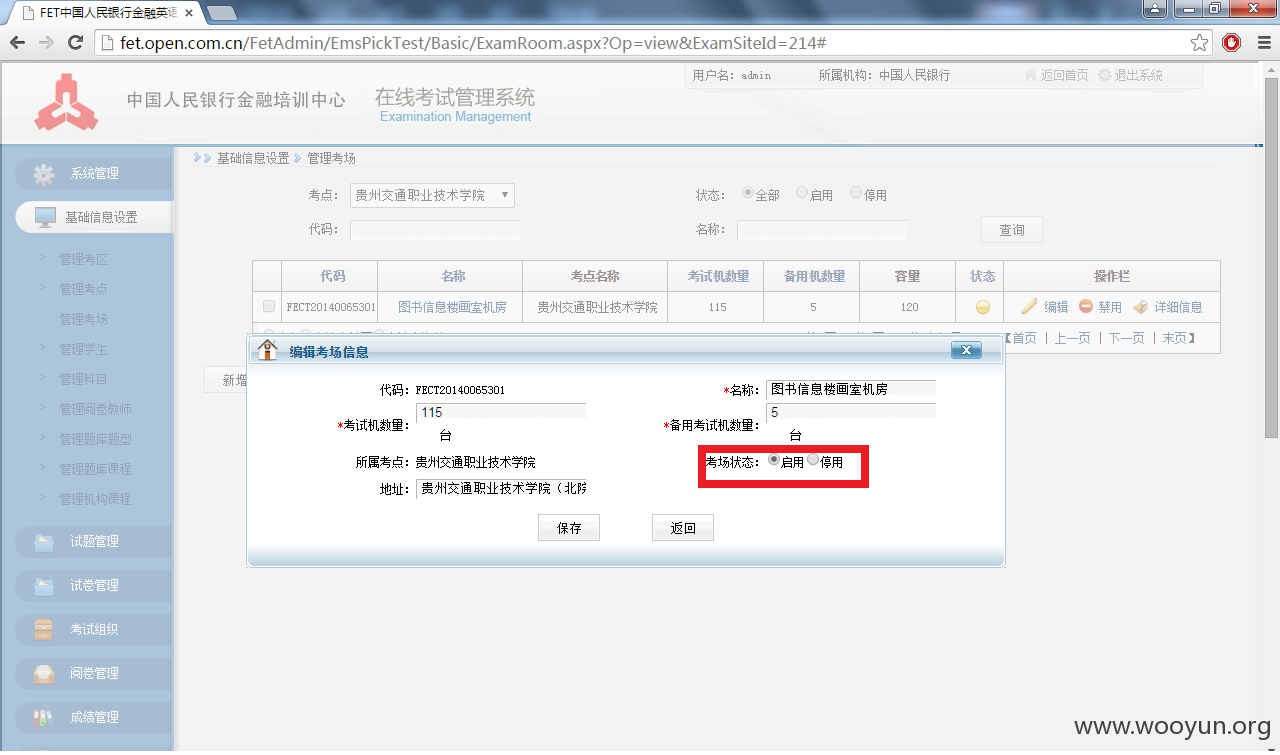 FET中国人民银行金融英语
fet.open.com.cn/FetAdmin/EmsPickTest/Basic/ExamRoom.aspx?Op=view&ExamSiteId=214#
中国人民银行金融培训中心 在线考试管理系统
Examination Management
用户名: admin 所属机构: 中国人民银行 返回首页 退出系统
系统管理
基础信息设置
管理考区
管理考点
管理考场
管理学生
管理科目
管理阅卷教师
管理题库题型
管理题库课程
管理机构课程
试题管理
试卷管理
考试组织
阅卷管理
成绩管理
基础信息设置 管理考场
考点: 贵州交通职业技术学院 状态: 全部 启用 停用
代码: 名称: 查询
代码 名称 考点名称 考试机数量 备用机数量 容量 状态 操作栏
FECT20140065301 图书信息楼画室机房 贵州交通职业技术学院 115 5 120 编辑 禁用 详细信息
【首页 | 上一页 | 下一页 | 末页】
新增
编辑考场信息
代码: FECT20140065301 *名称: 图书信息楼画室机房
*考试机数量: 115 台 *备用考试机数量: 5 台
所属考点: 贵州交通职业技术学院 考场状态: 启用 停用
地址: 贵州交通职业技术学院（北院
保存 返回
www.wooyun.org